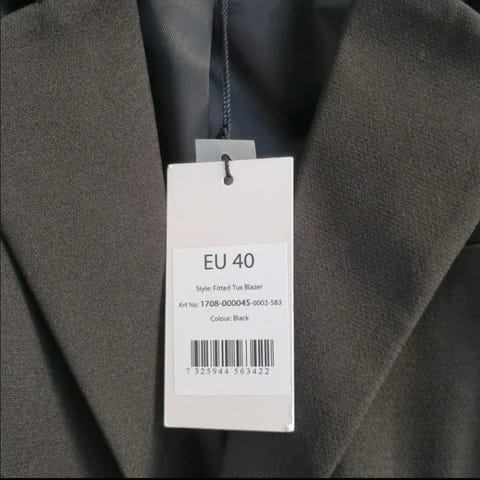 EU 40
Style: Fitted Tux Blazer
Art No: 1708-000045-0002-583
Colour: Black
7 325944 563422